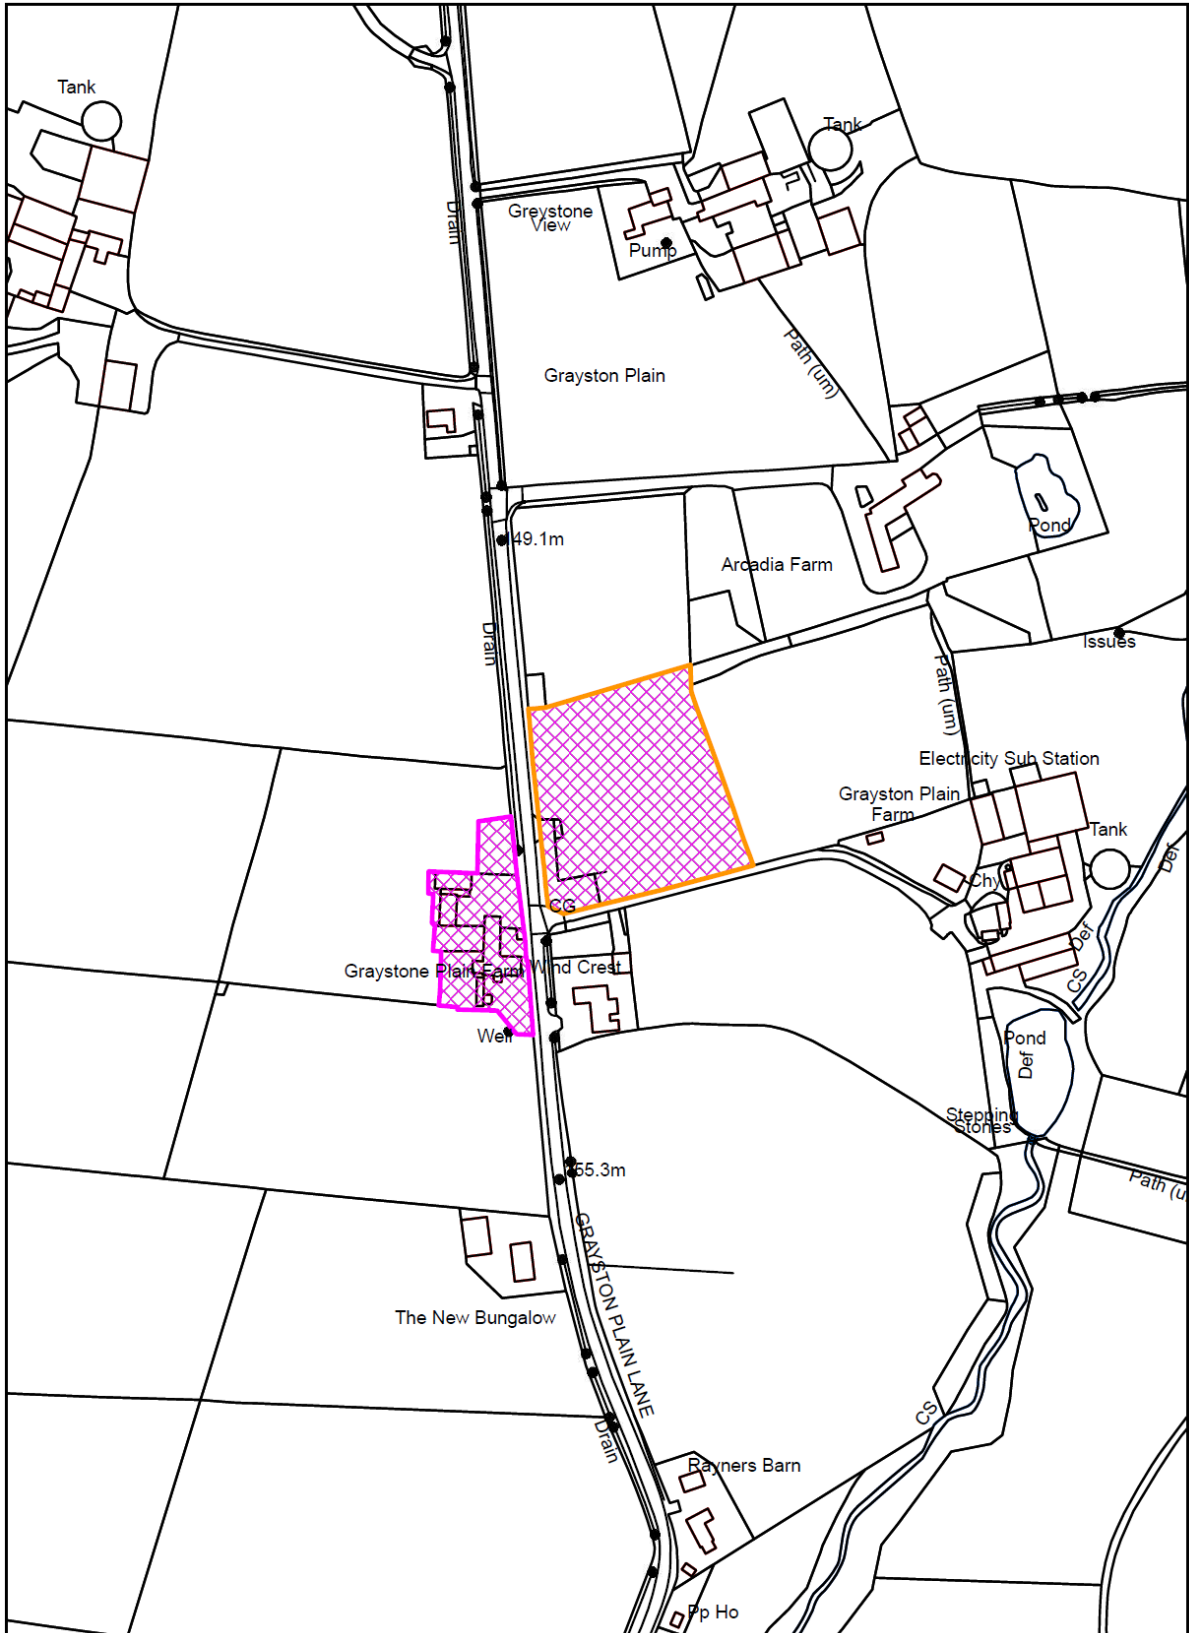 Tank
Tank
Drain
Greystone
View
Pump
Path (um)
Grayston Plain
Pond
49.1m
Arcadia Farm
Drain
Issues
Path (um)
Electricity Sub Station
Grayston Plain
Farm
Tank
Def
Chy
CG
Def
Graystone Plain Farm
Wind Crest
CS
Well
Pond
Def
Stepping
Stones
55.3m
Path (u
GRAYSTON PLAIN LANE
The New Bungalow
CS
Drain
Rayners Barn
Pp Ho